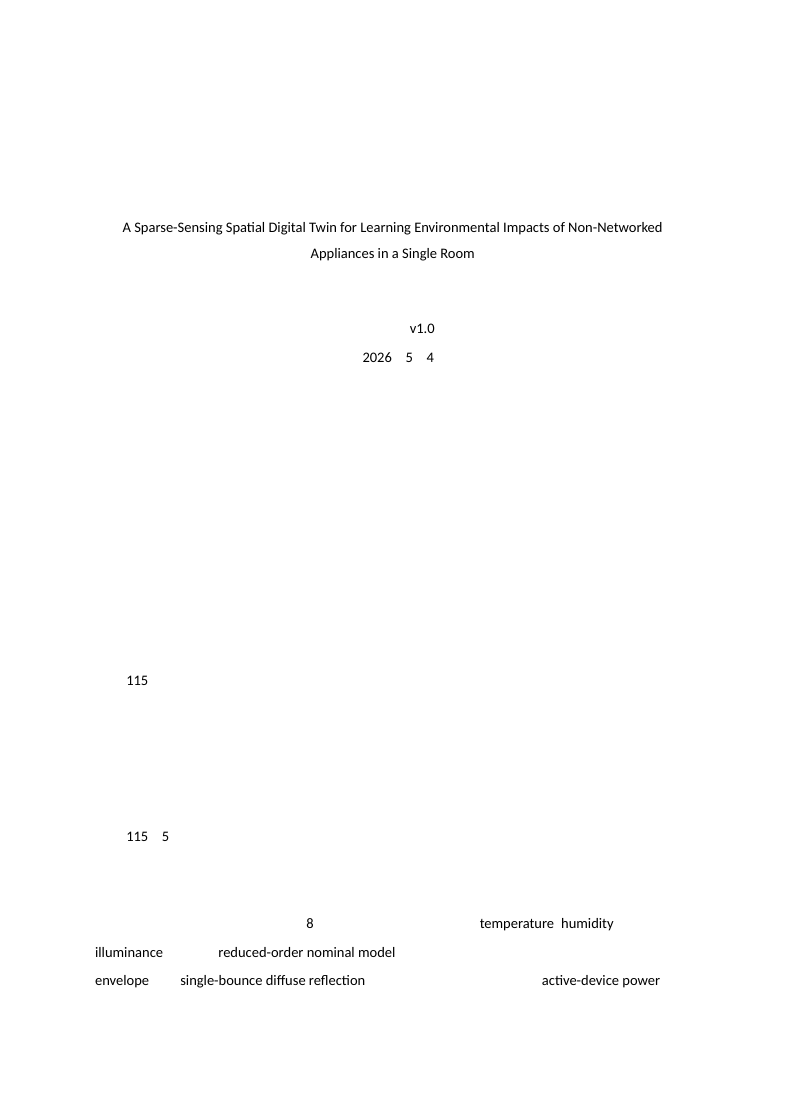 A Sparse-Sensing Spatial Digital Twin for Learning Environmental Impacts of Non-Networked
Appliances in a Single Room
v1.0
2026 5 4
115
115 5
8 temperature humidity
illuminance reduced-order nominal model
envelope single-bounce diffuse reflection active-device power